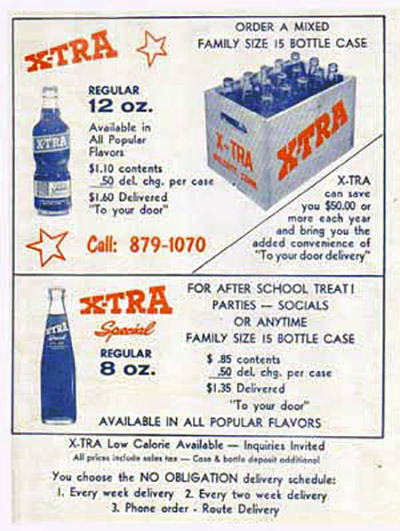 X-TRA
REGULAR
12 oz.
Available in
All Popular
Flavors
$1.10 contents
.50 del. chg. per case
$1.60 Delivered
"To your door"
Call: 879-1070
ORDER A MIXED
FAMILY SIZE 15 BOTTLE CASE
X-TRA
X-TRA
X-TRA
X-TRA
can save
you $50.00 or
more each year
and bring you the
added convenience of
"To your door delivery"
X-TRA
X-TRA
Special
REGULAR
8 oz.
FOR AFTER SCHOOL TREAT!
PARTIES — SOCIALS
OR ANYTIME
FAMILY SIZE 15 BOTTLE CASE
$ .85 contents
.50 del. chg. per case
$1.35 Delivered
"To your door"
AVAILABLE IN ALL POPULAR FLAVORS
X-TRA Low Calorie Available — Inquiries Invited
All prices include sales tax — Case & bottle deposit additional
You choose the NO OBLIGATION delivery schedule:
1. Every week delivery 2. Every two week delivery
3. Phone order - Route Delivery